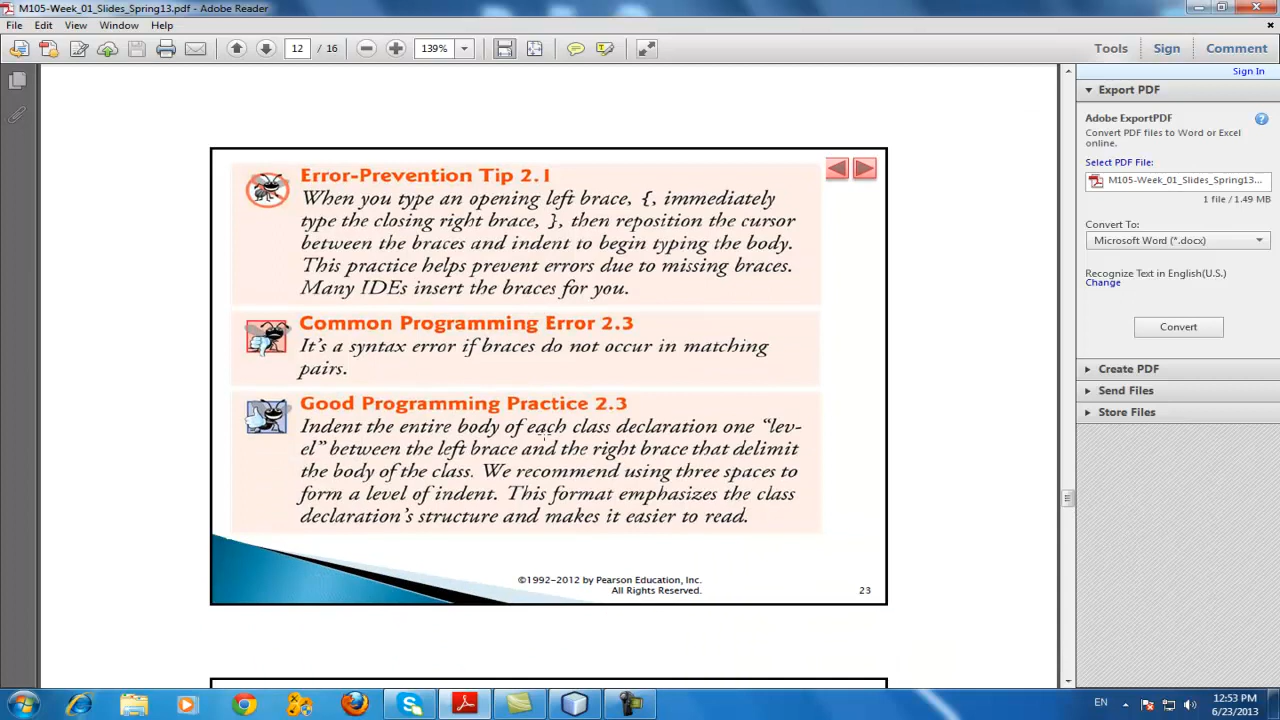 M105-Week_01_Slides_Spring13.pdf - Adobe Reader
File Edit View Window Help
12 / 16 139% Tools Sign Comment
Sign In
Export PDF
Adobe ExportPDF
Convert PDF files to Word or Excel
online.
Select PDF File:
M105-Week_01_Slides_Spring13...
1 file / 1.49 MB
Convert To:
Microsoft Word (*.docx)
Recognize Text in English(U.S.)
Change
Convert
Create PDF
Send Files
Store Files
Error-Prevention Tip 2.1
When you type an opening left brace, {, immediately
type the closing right brace, }, then reposition the cursor
between the braces and indent to begin typing the body.
This practice helps prevent errors due to missing braces.
Many IDEs insert the braces for you.
Common Programming Error 2.3
It's a syntax error if braces do not occur in matching
pairs.
Good Programming Practice 2.3
Indent the entire body of each class declaration one “lev-
el” between the left brace and the right brace that delimit
the body of the class. We recommend using three spaces to
form a level of indent. This format emphasizes the class
declaration's structure and makes it easier to read.
©1992-2012 by Pearson Education, Inc.
All Rights Reserved.
23
EN
12:53 PM
6/23/2013